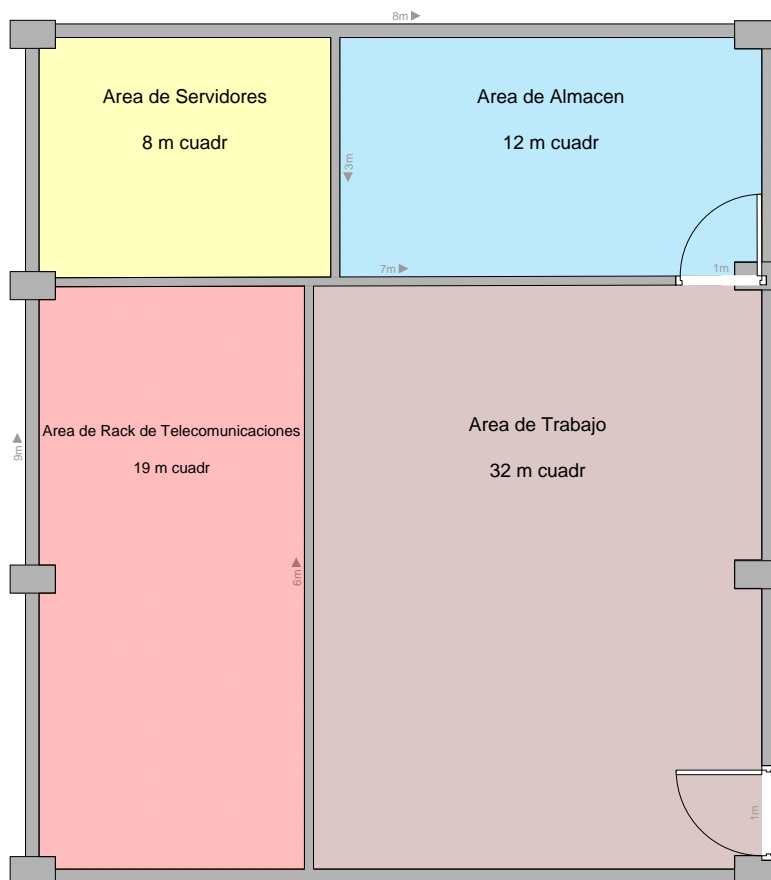 8m
Area de Servidores
8 m cuadr
Area de Almacen
12 m cuadr
3m
7m
1m
Area de Rack de Telecomunicaciones
19 m cuadr
Area de Trabajo
32 m cuadr
9m
6m
1m